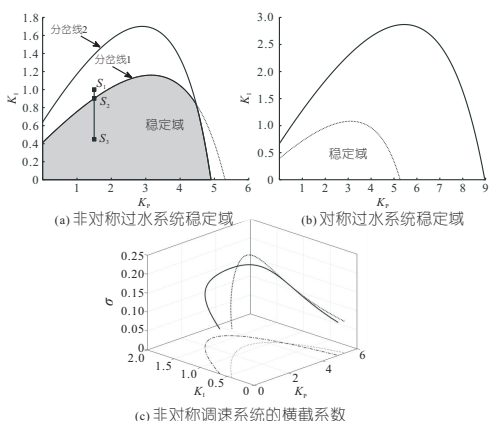 分岔线2
分岔线1
1.8
1.6
1.4
1.2
1.0
0.8
0.6
0.4
0.2
0
K_I
S_1
S_2
S_3
稳定域
1 2 3 4 5 6
K_P
(a) 非对称过水系统稳定域
3.0
2.5
2.0
1.5
1.0
0.5
0
K_I
稳定域
1 2 3 4 5 6 7 8 9
K_P
(b) 对称过水系统稳定域
0.25
0.20
0.15
0.10
0.05
0
σ
2.0 1.5 1.0 0.5 0
K_I
0 2 4 6
K_P
(c) 非对称调速系统的横截系数